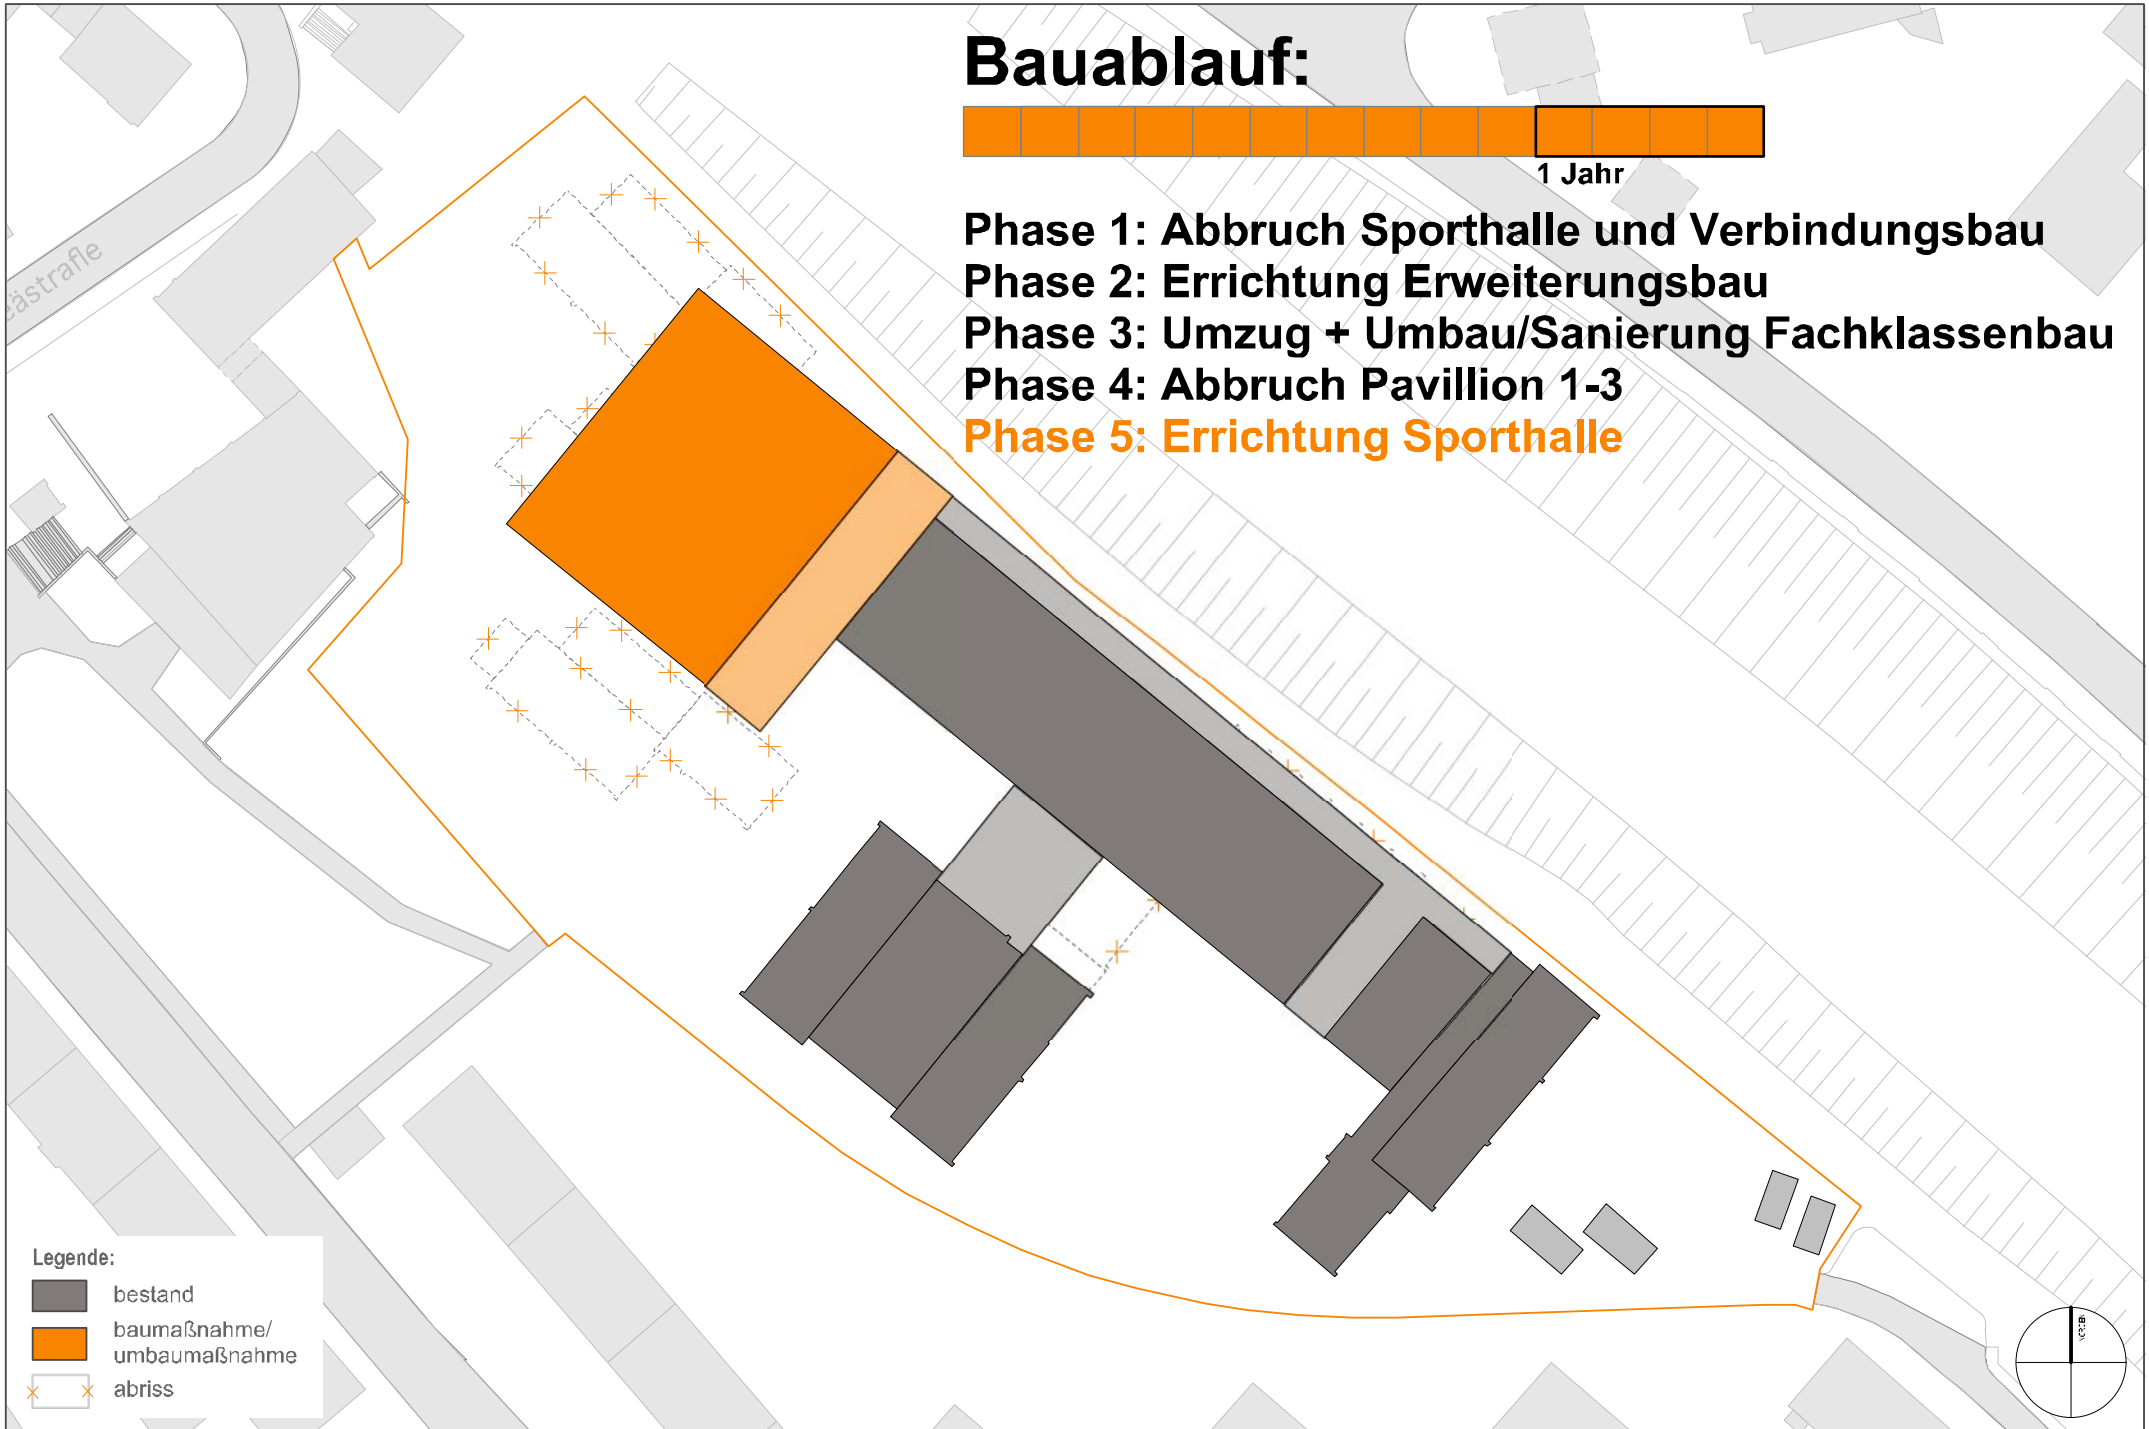 Bauablauf:
1 Jahr
Phase 1: Abbruch Sporthalle und Verbindungsbau
Phase 2: Errichtung Erweiterungsbau
Phase 3: Umzug + Umbau/Sanierung Fachklassenbau
Phase 4: Abbruch Pavillion 1-3
Phase 5: Errichtung Sporthalle
Legende:
bestand
baumaßnahme/
umbaumaßnahme
abriss
NORDEN